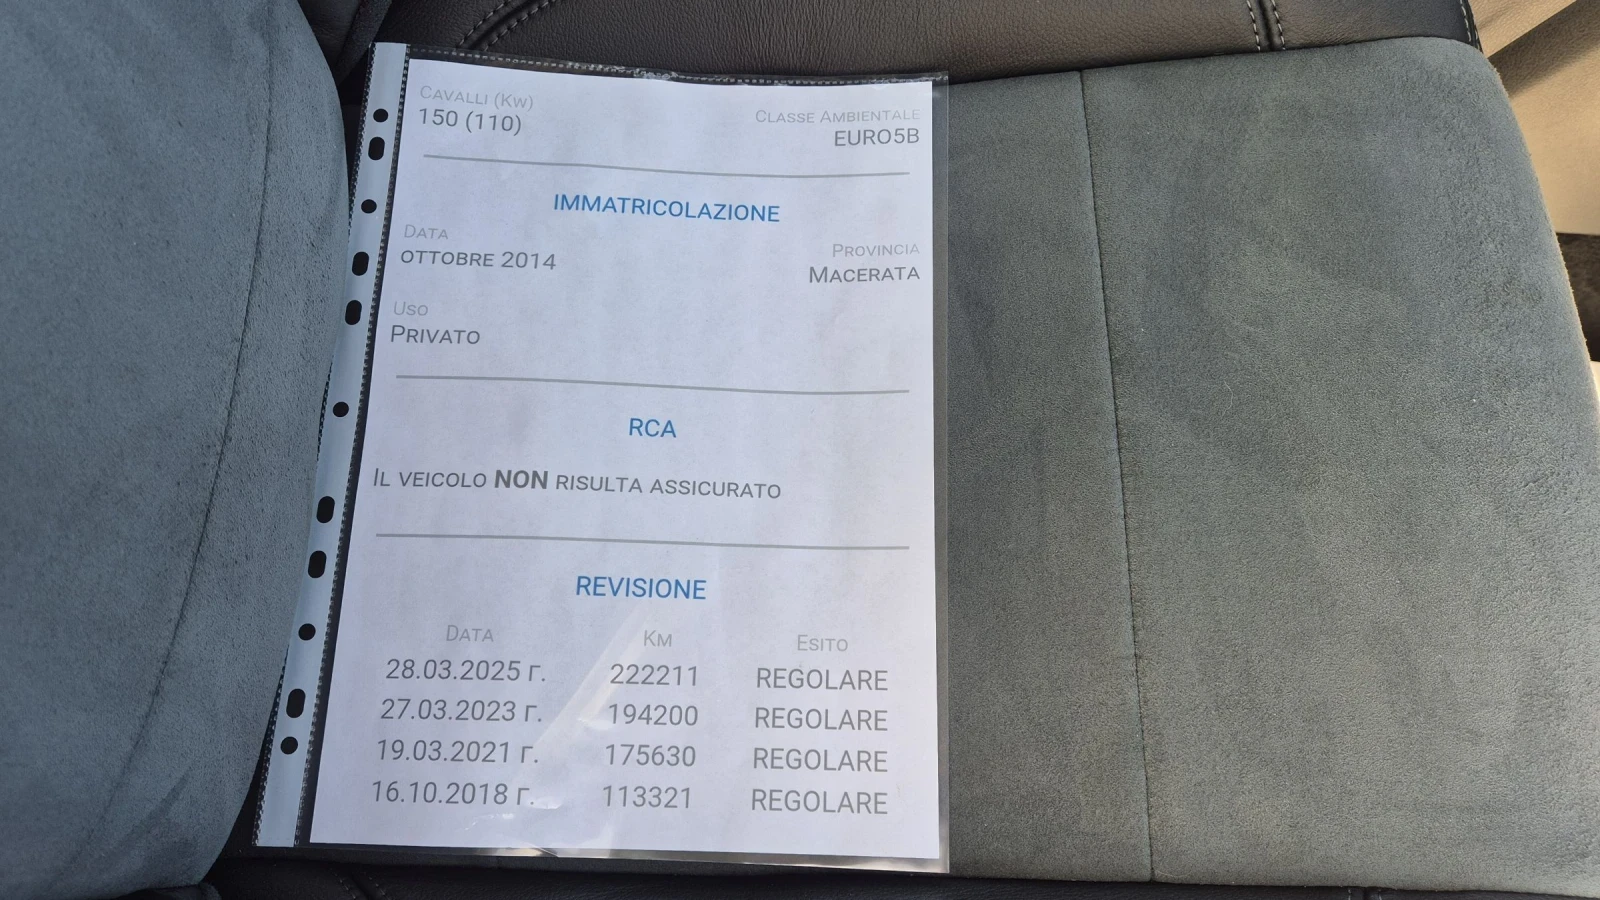 Cavalli (Kw)
150 (110)
Classe Ambientale
EURO5B
IMMATRICOLAZIONE
Data
ottobre 2014
Provincia
Macerata
Uso
Privato
RCA
Il veicolo NON risulta assicurato
REVISIONE
Data Km Esito
28.03.2025 г. 222211 REGOLARE
27.03.2023 г. 194200 REGOLARE
19.03.2021 г. 175630 REGOLARE
16.10.2018 г. 113321 REGOLARE